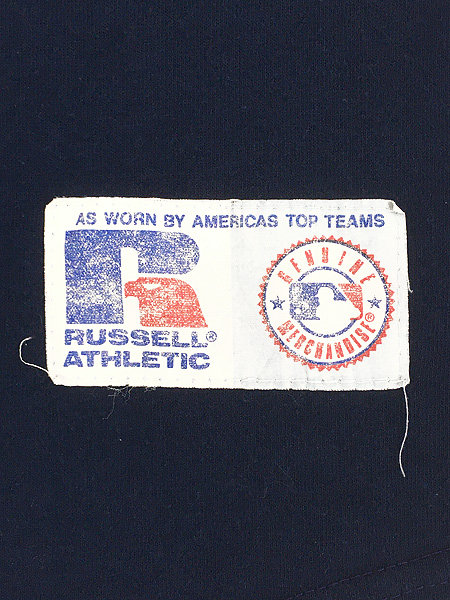 AS WORN BY AMERICAS TOP TEAMS
RUSSELL®
ATHLETIC
GENUINE
MERCHANDISE®